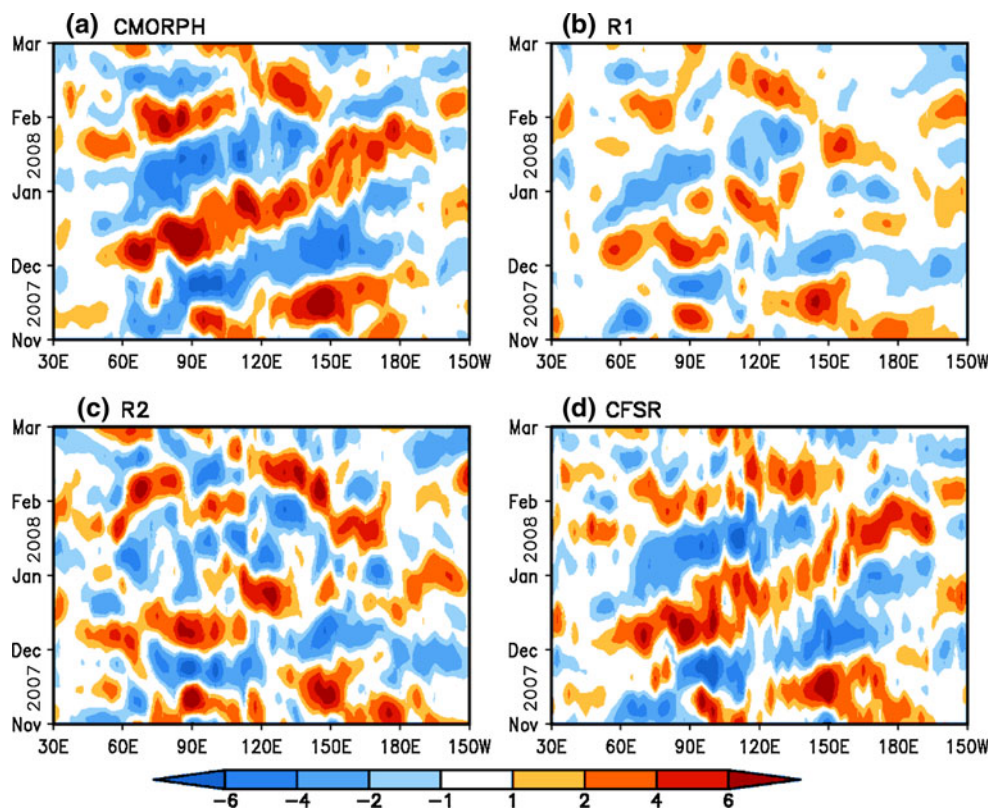 (a) CMORPH
(b) R1
Mar
Feb
2008
Jan
Dec
2007
Nov
30E 60E 90E 120E 150E 180E 150W
Mar
Feb
2008
Jan
Dec
2007
Nov
30E 60E 90E 120E 150E 180E 150W
(c) R2
(d) CFSR
Mar
Feb
2008
Jan
Dec
2007
Nov
30E 60E 90E 120E 150E 180E 150W
Mar
Feb
2008
Jan
Dec
2007
Nov
30E 60E 90E 120E 150E 180E 150W
−6 −4 −2 −1 1 2 4 6